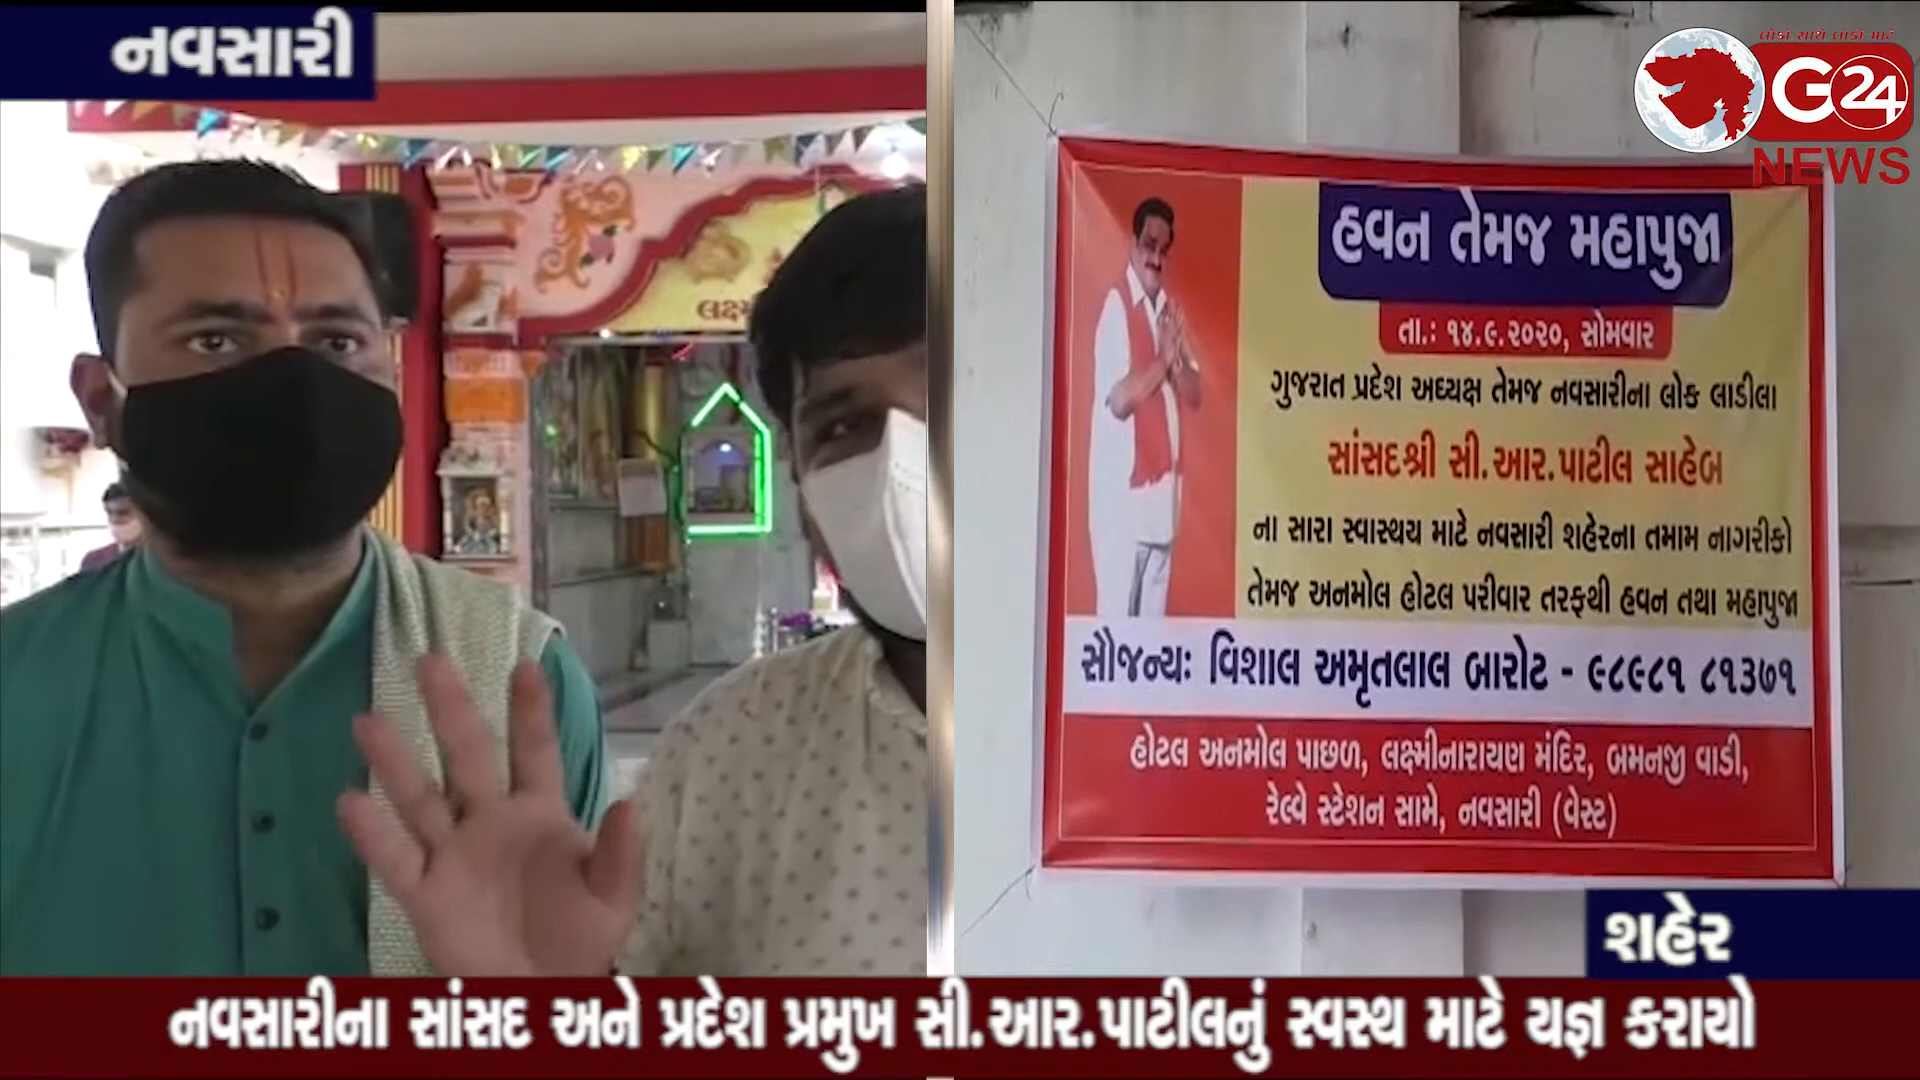 નવસારી
લોકો સાથે લોકો માટે
G24
NEWS
લક્ષ્મ
હવન તેમજ મહાપુજા
તા.: ૧૪.૯.૨૦૨૦, સોમવાર
ગુજરાત પ્રદેશ અધ્યક્ષ તેમજ નવસારીના લોક લાડીલા
સાંસદશ્રી સી.આર.પાટીલ સાહેબ
ના સારા સ્વાસ્થય માટે નવસારી શહેરના તમામ નાગરીકો
તેમજ અનમોલ હોટલ પરીવાર તરફથી હવન તથા મહાપુજા
સૌજન્યઃ વિશાલ અમૃતલાલ બારોટ - ૯૮૯૮૧ ૮૧૩૭૧
હોટલ અનમોલ પાછળ, લક્ષ્મીનારાયણ મંદિર, બમનજી વાડી,
રેલ્વે સ્ટેશન સામે, નવસારી (વેસ્ટ)
શહેર
નવસારીના સાંસદ અને પ્રદેશ પ્રમુખ સી.આર.પાટીલનું સ્વસ્થ માટે યજ્ઞ કરાયો